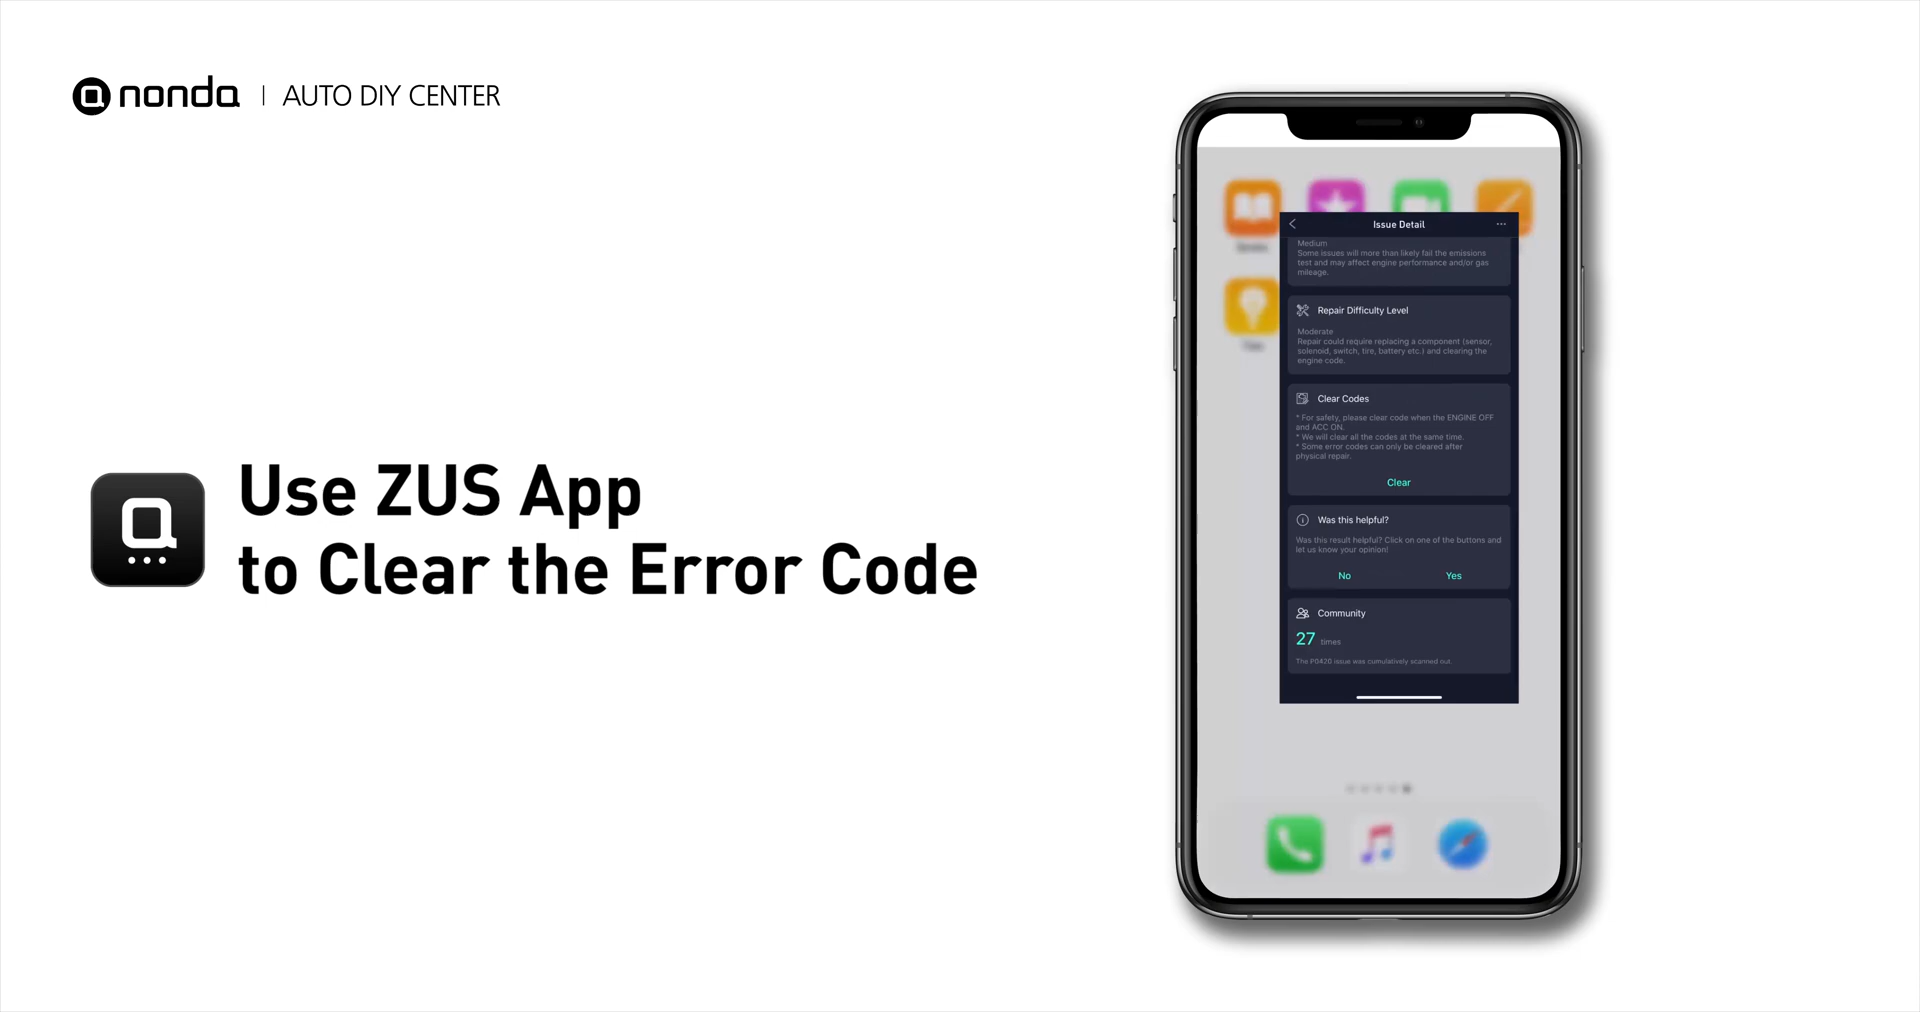 nonda | AUTO DIY CENTER
Use ZUS App
to Clear the Error Code
Issue Detail
Medium
Some issues will more than likely fail the emissions
test and may affect engine performance and/or gas
mileage.
Repair Difficulty Level
Moderate
Repair could require replacing a component (sensor,
solenoid, switch, tire, battery etc.) and clearing the
engine code.
Clear Codes
* For safety, please clear code when the ENGINE OFF
and ACC ON.
* We will clear all the codes at the same time.
* Some error codes can only be cleared after
physical repair.
Clear
Was this helpful?
Was this result helpful? Click on one of the buttons and
let us know your opinion!
No Yes
Community
27 times
The P0420 issue was cumulatively scanned out.